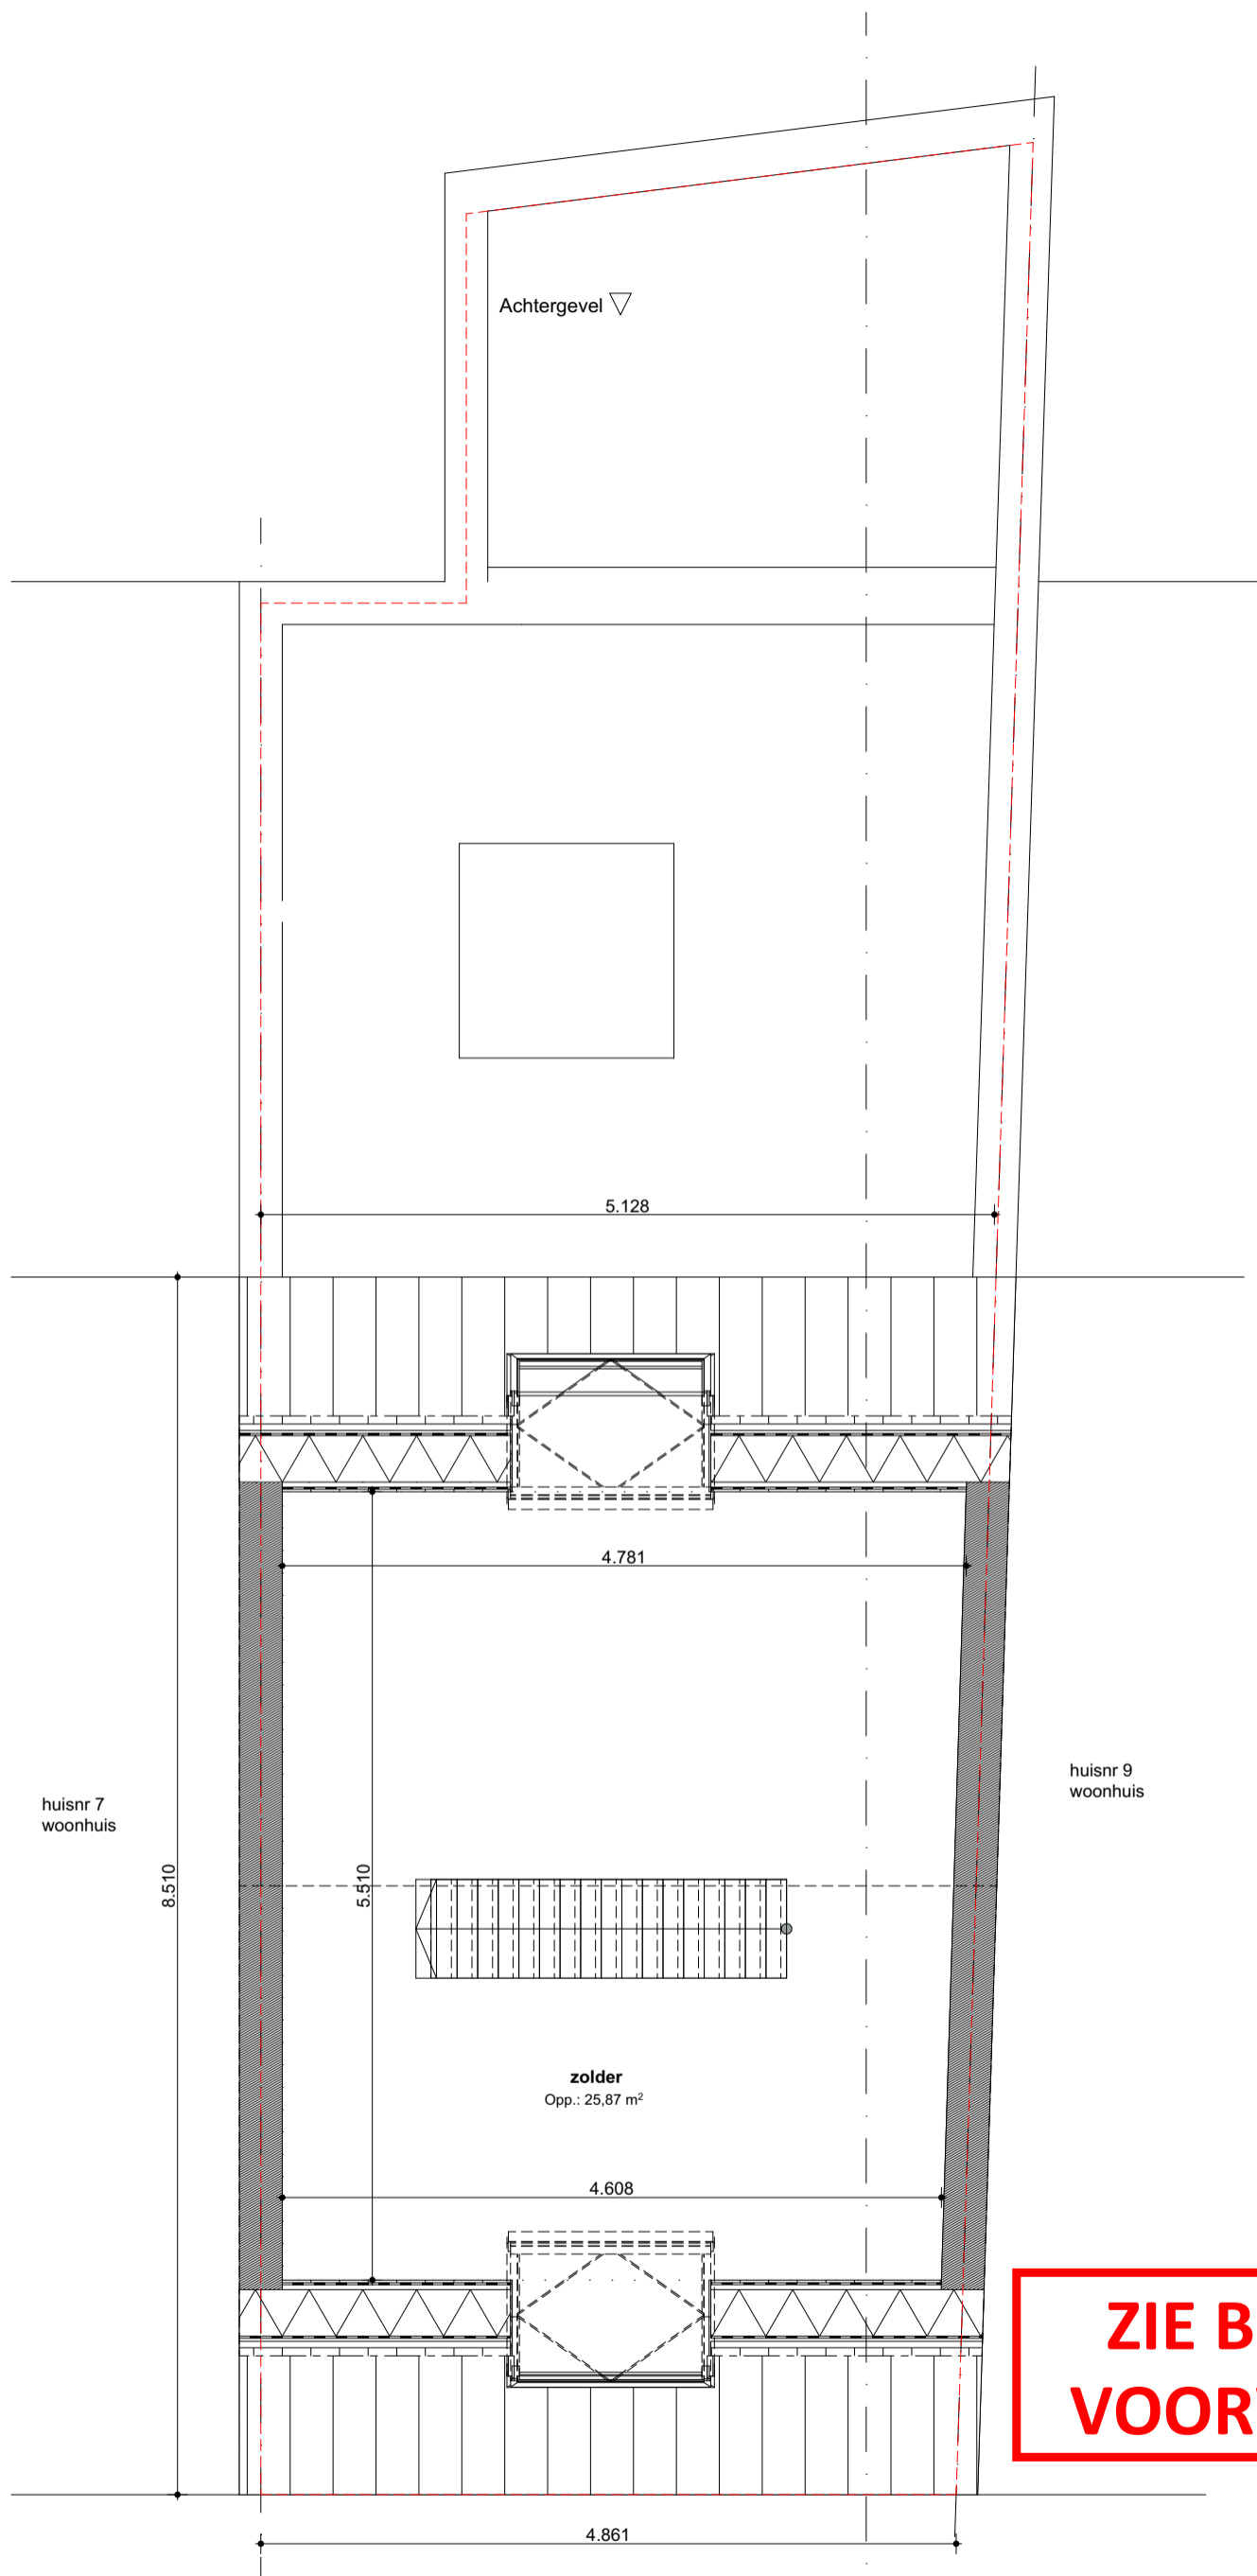 Achtergevel
5.128
4.781
huisnr 9
woonhuis
huisnr 7
woonhuis
8.510
5.510
zolder
Opp.: 25,87 m²
4.608
ZIE B
VOOR
4.861